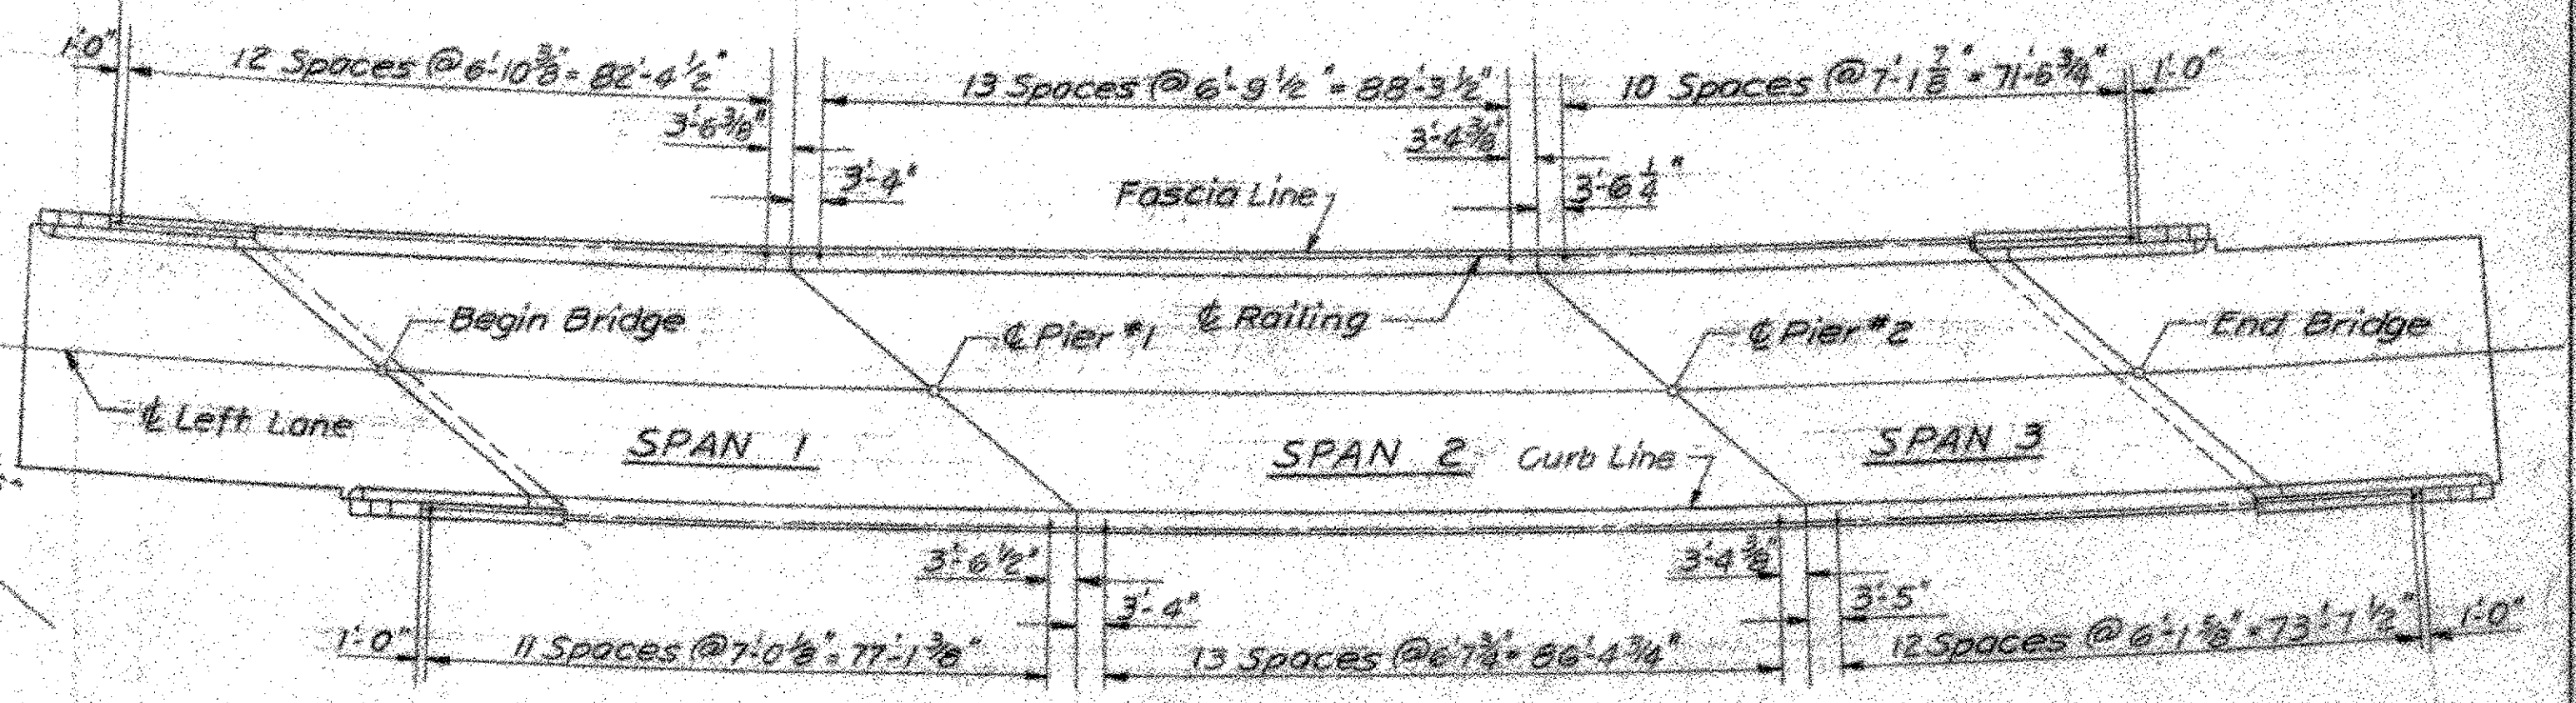 1'-0"
12 Spaces @ 6'-10 3/8" = 82'-4 1/2"
13 Spaces @ 6'-9 1/2" = 88'-3 1/2"
10 Spaces @ 7'-1 7/8" = 71'-6 3/4"
1'-0"
3'-6 3/8"
3'-4"
3'-4 3/8"
3'-6 1/4"
Fascia Line
Begin Bridge
℄ Pier #1
℄ Railing
℄ Pier #2
End Bridge
℄ Left Lane
SPAN 1
SPAN 2
Curb Line
SPAN 3
3'-6 1/2"
3'-4"
3'-4 3/8"
3'-5"
1'-0"
11 Spaces @ 7'-0 1/8" = 77'-1 3/8"
13 Spaces @ 6'-7 3/4" = 86'-4 3/4"
12 Spaces @ 6'-1 5/8" = 73'-7 1/2"
1'-0"